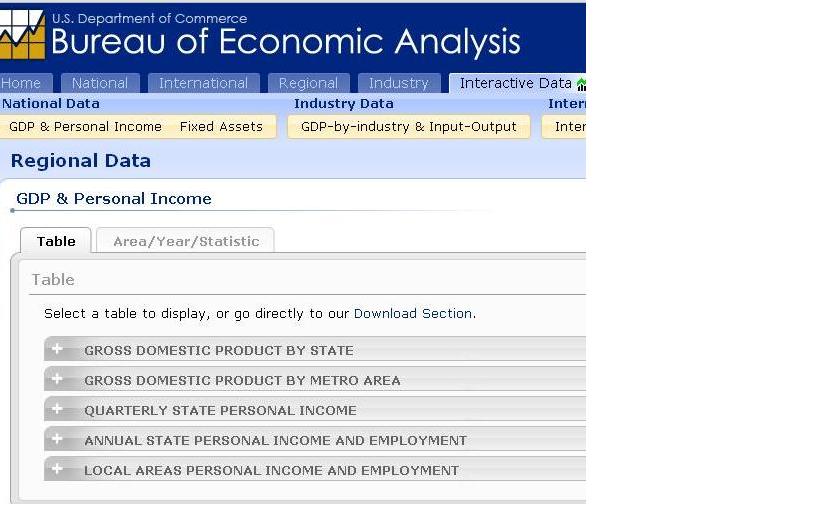 U.S. Department of Commerce
Bureau of Economic Analysis
Home National International Regional Industry Interactive Data
National Data Industry Data Inter
GDP & Personal Income Fixed Assets GDP-by-industry & Input-Output Inter
Regional Data
GDP & Personal Income
Table Area/Year/Statistic
Table
Select a table to display, or go directly to our Download Section.
+ GROSS DOMESTIC PRODUCT BY STATE
+ GROSS DOMESTIC PRODUCT BY METRO AREA
+ QUARTERLY STATE PERSONAL INCOME
+ ANNUAL STATE PERSONAL INCOME AND EMPLOYMENT
+ LOCAL AREAS PERSONAL INCOME AND EMPLOYMENT